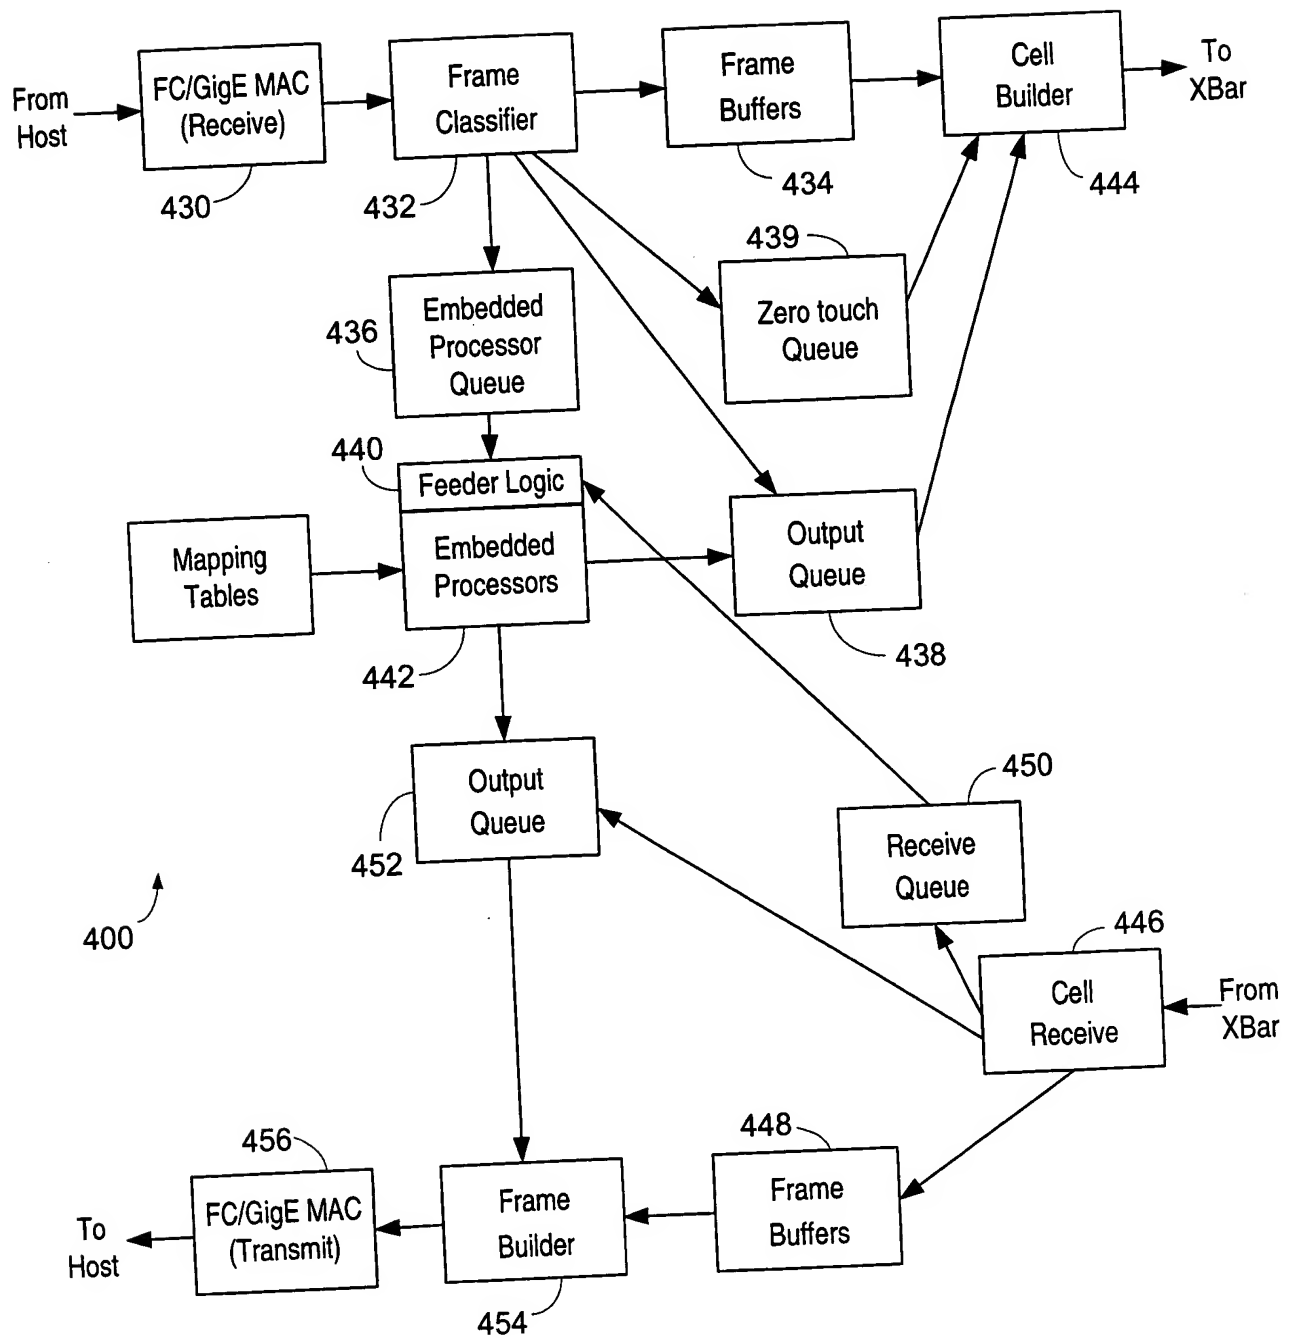 From
Host
FC/GigE MAC
(Receive)
430
Frame
Classifier
432
Frame
Buffers
434
Cell
Builder
444
To
XBar
Embedded
Processor
Queue
436
439
Zero touch
Queue
440
Feeder Logic
Mapping
Tables
Embedded
Processors
442
Output
Queue
438
Output
Queue
452
450
Receive
Queue
400
446
Cell
Receive
From
XBar
456
FC/GigE MAC
(Transmit)
To
Host
Frame
Builder
454
448
Frame
Buffers